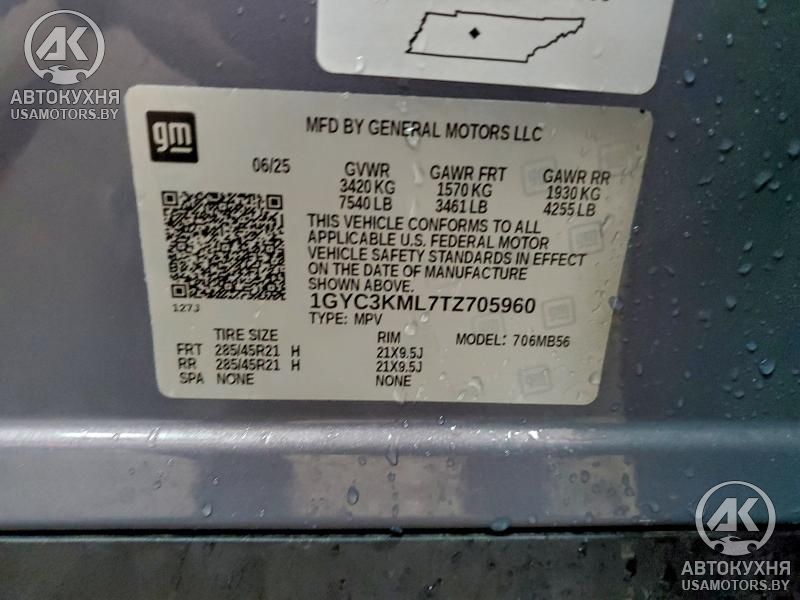 АК
АВТОКУХНЯ
USAMOTORS.BY
gm
MFD BY GENERAL MOTORS LLC
06/25 GVWR GAWR FRT GAWR RR
3420 KG 1570 KG 1930 KG
7540 LB 3461 LB 4255 LB
THIS VEHICLE CONFORMS TO ALL
APPLICABLE U.S. FEDERAL MOTOR
VEHICLE SAFETY STANDARDS IN EFFECT
ON THE DATE OF MANUFACTURE
SHOWN ABOVE.
1GYC3KML7TZ705960
127J
TYPE: MPV
TIRE SIZE RIM MODEL: 706MB56
FRT 285/45R21 H 21X9.5J
RR 285/45R21 H 21X9.5J
SPA NONE NONE
АК
АВТОКУХНЯ
USAMOTORS.BY